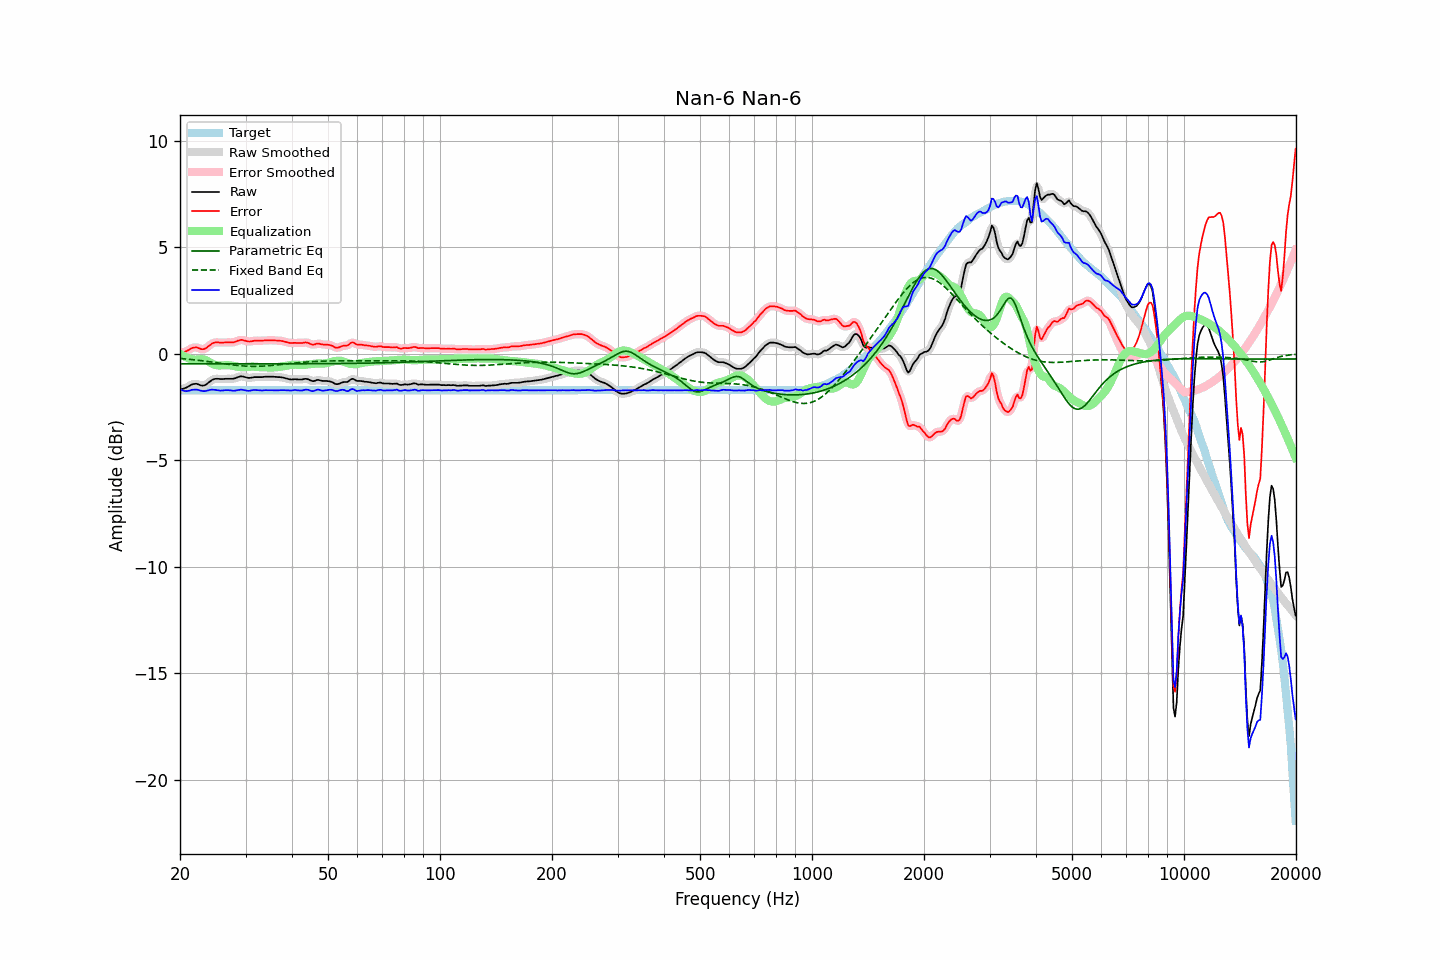 Nan-6 Nan-6
Target
Raw Smoothed
Error Smoothed
Raw
Error
Equalization
Parametric Eq
Fixed Band Eq
Equalized
10
5
0
−5
−10
−15
−20
Amplitude (dBr)
20
50
100
200
500
1000
2000
5000
10000
20000
Frequency (Hz)